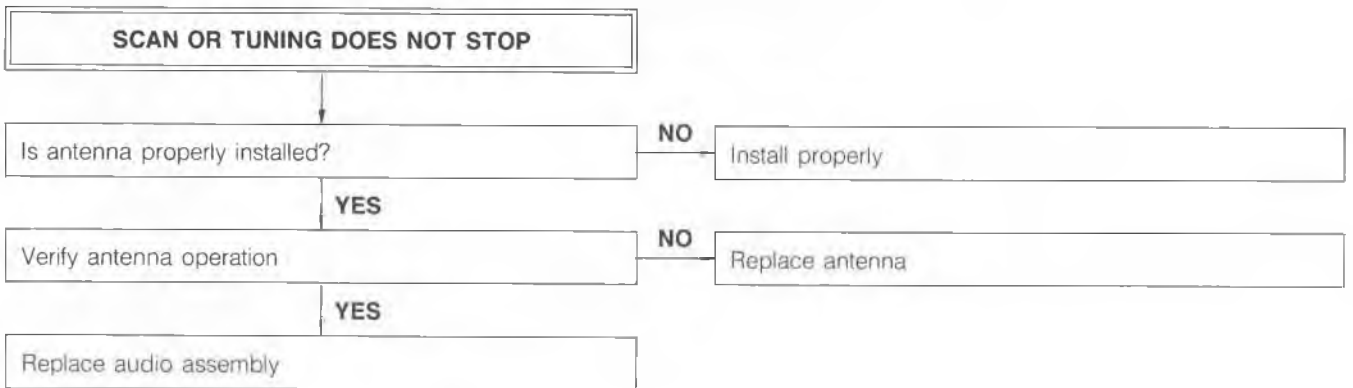 SCAN OR TUNING DOES NOT STOP
Is antenna properly installed?
NO
Install properly
YES
Verify antenna operation
NO
Replace antenna
YES
Replace audio assembly